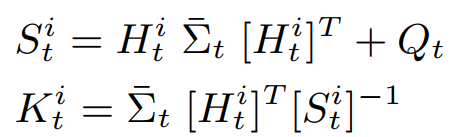 $S_t^i = H_t^i \ \bar{\Sigma}_t \ [H_t^i]^T + Q_t$
$K_t^i = \bar{\Sigma}_t \ [H_t^i]^T [S_t^i]^{-1}$